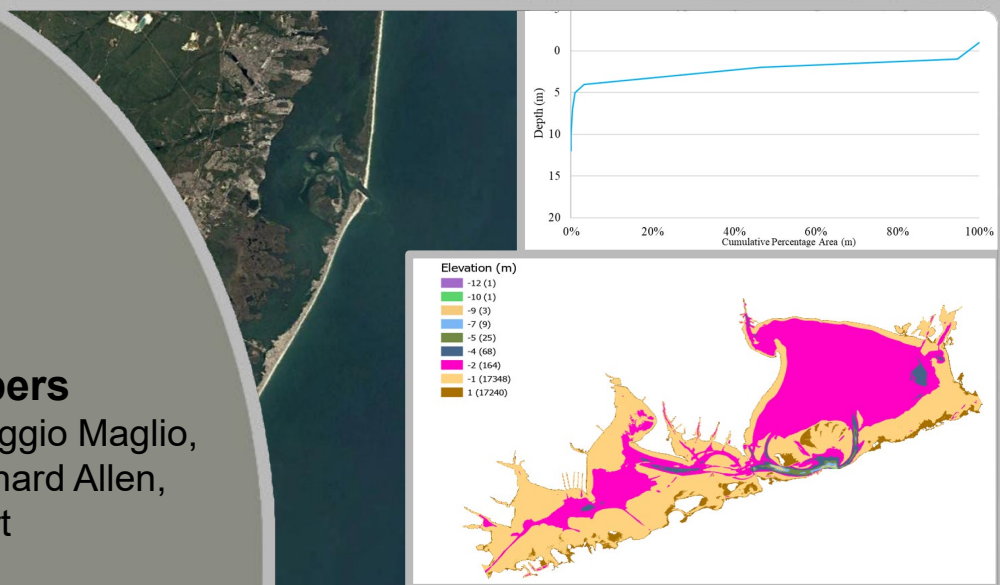 0
5
10
15
20
Depth (m)
0%
20%
40%
60%
80%
100%
Cumulative Percentage Area (m)
Elevation (m)
-12 (1)
-10 (1)
-9 (3)
-7 (9)
-5 (25)
-4 (68)
-2 (164)
-1 (17348)
1 (17240)
bers
ggio Maglio,
hard Allen,
t